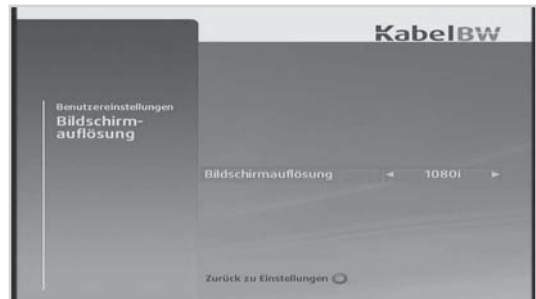 KabelBW
Benutzereinstellungen
Bildschirm-
auflösung
Bildschirmauflösung ◄ 1080i ►
Zurück zu Einstellungen